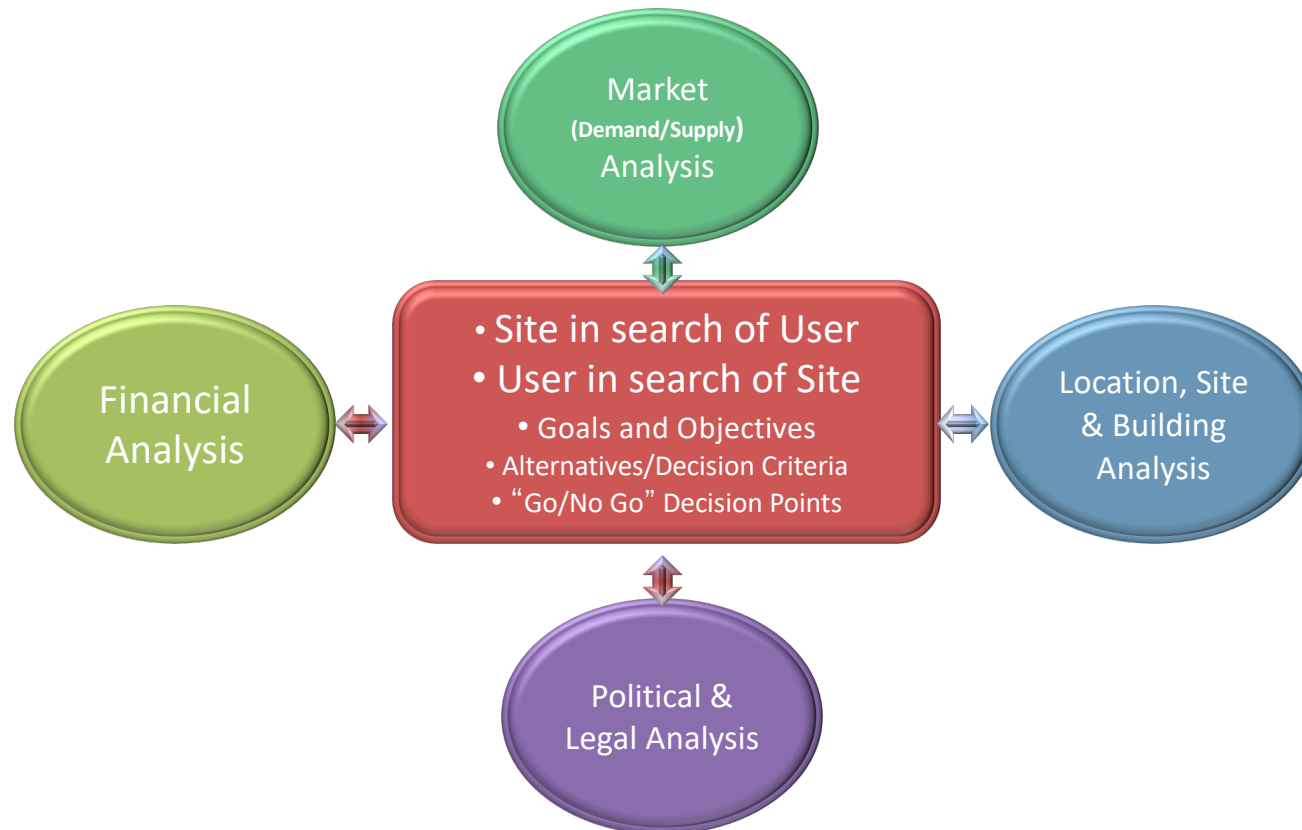 Market
(Demand/Supply)
Analysis
• Site in search of User
• User in search of Site
• Goals and Objectives
• Alternatives/Decision Criteria
• “Go/No Go” Decision Points
Financial
Analysis
Location, Site
& Building
Analysis
Political &
Legal Analysis